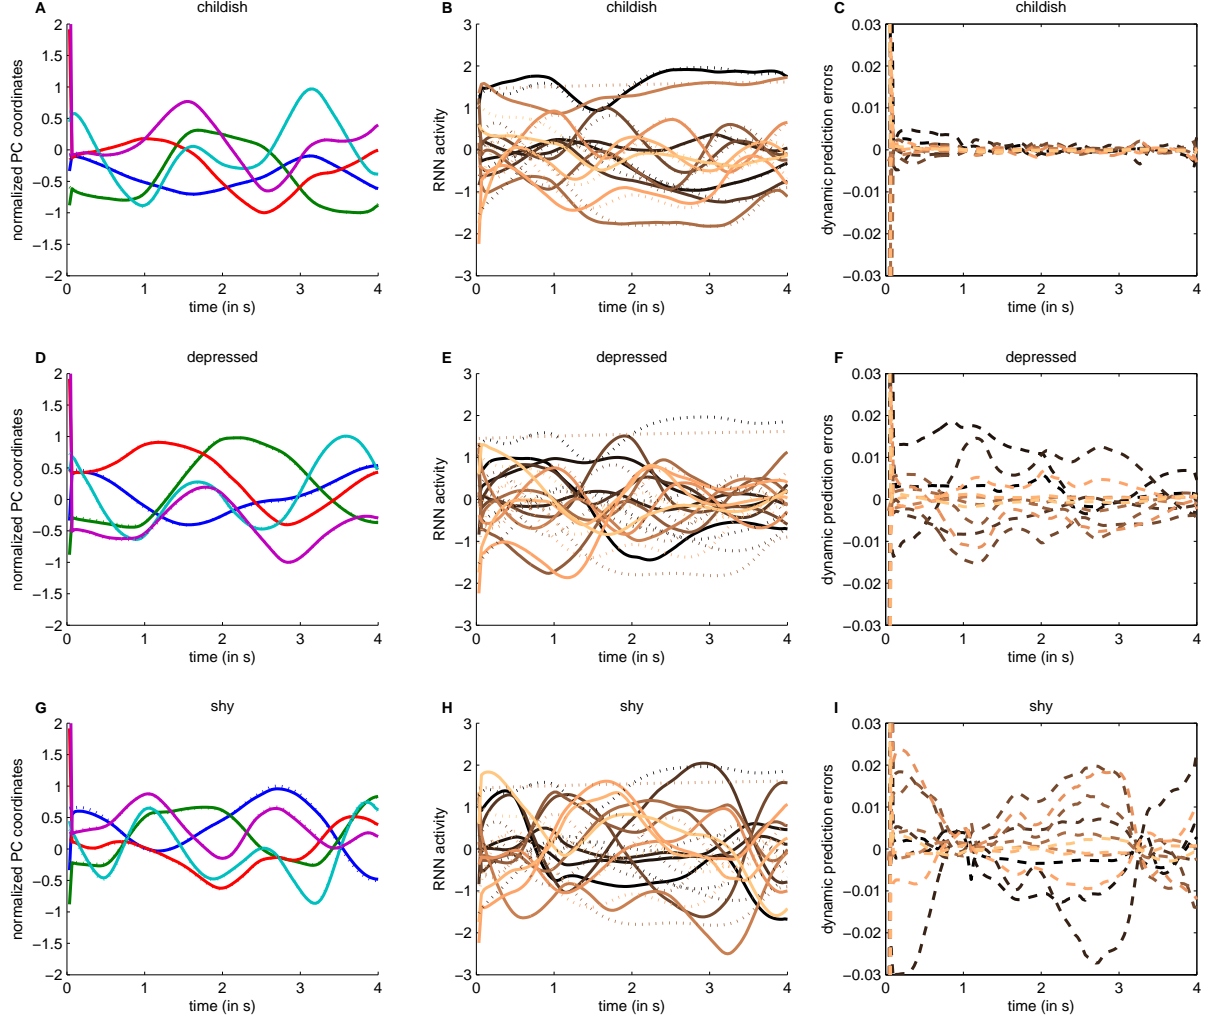 A childish
2
1.5
1
0.5
0
−0.5
−1
−1.5
−2
normalized PC coordinates
0 1 2 3 4
time (in s)
B childish
3
2
1
0
−1
−2
−3
RNN activity
0 1 2 3 4
time (in s)
C childish
0.03
0.02
0.01
0
−0.01
−0.02
−0.03
dynamic prediction errors
0 1 2 3 4
time (in s)
D depressed
2
1.5
1
0.5
0
−0.5
−1
−1.5
−2
normalized PC coordinates
0 1 2 3 4
time (in s)
E depressed
3
2
1
0
−1
−2
−3
RNN activity
0 1 2 3 4
time (in s)
F depressed
0.03
0.02
0.01
0
−0.01
−0.02
−0.03
dynamic prediction errors
0 1 2 3 4
time (in s)
G shy
2
1.5
1
0.5
0
−0.5
−1
−1.5
−2
normalized PC coordinates
0 1 2 3 4
time (in s)
H shy
3
2
1
0
−1
−2
−3
RNN activity
0 1 2 3 4
time (in s)
I shy
0.03
0.02
0.01
0
−0.01
−0.02
−0.03
dynamic prediction errors
0 1 2 3 4
time (in s)